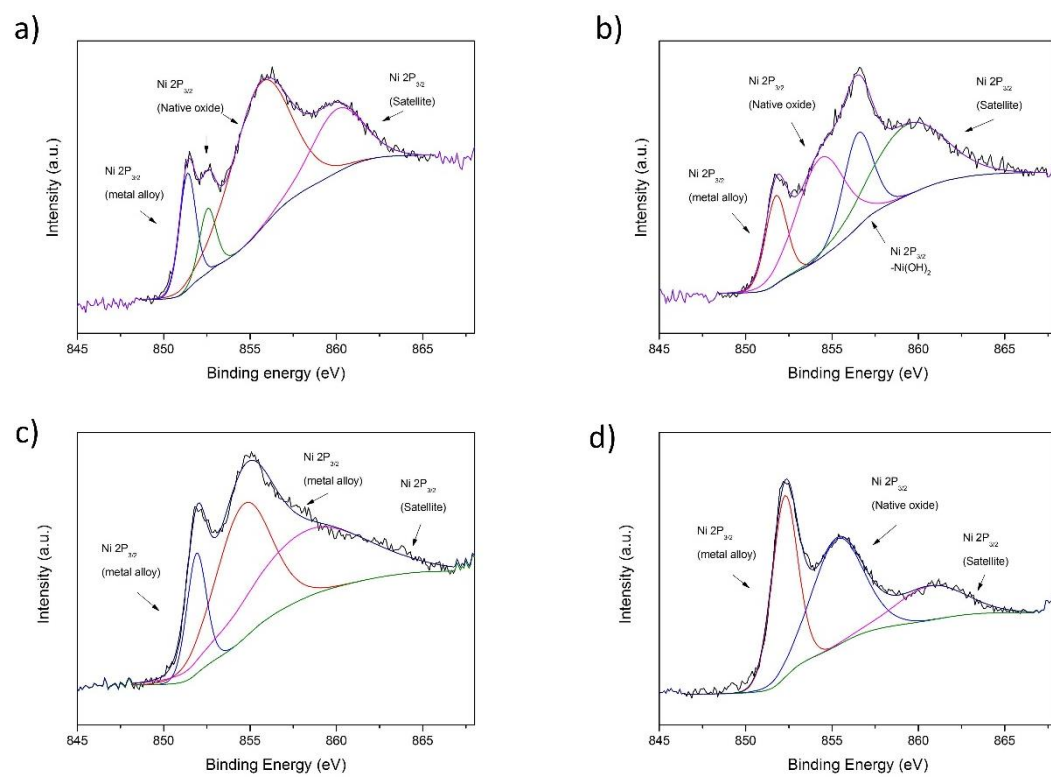 a)
Intensity (a.u.)
Ni 2P3/2
(Native oxide)
Ni 2P3/2
(Satellite)
Ni 2P3/2
(metal alloy)
845 850 855 860 865
Binding energy (eV)
b)
Intensity (a.u.)
Ni 2P3/2
(Native oxide)
Ni 2P3/2
(Satellite)
Ni 2P3/2
(metal alloy)
Ni 2P3/2
-Ni(OH)2
845 850 855 860 865
Binding Energy (eV)
c)
Intensity (a.u.)
Ni 2P3/2
(metal alloy)
Ni 2P3/2
(Satellite)
Ni 2P3/2
(metal alloy)
845 850 855 860 865
Binding Energy (eV)
d)
Intensity (a.u.)
Ni 2P3/2
(Native oxide)
Ni 2P3/2
(metal alloy)
Ni 2P3/2
(Satellite)
845 850 855 860 865
Binding Energy (eV)